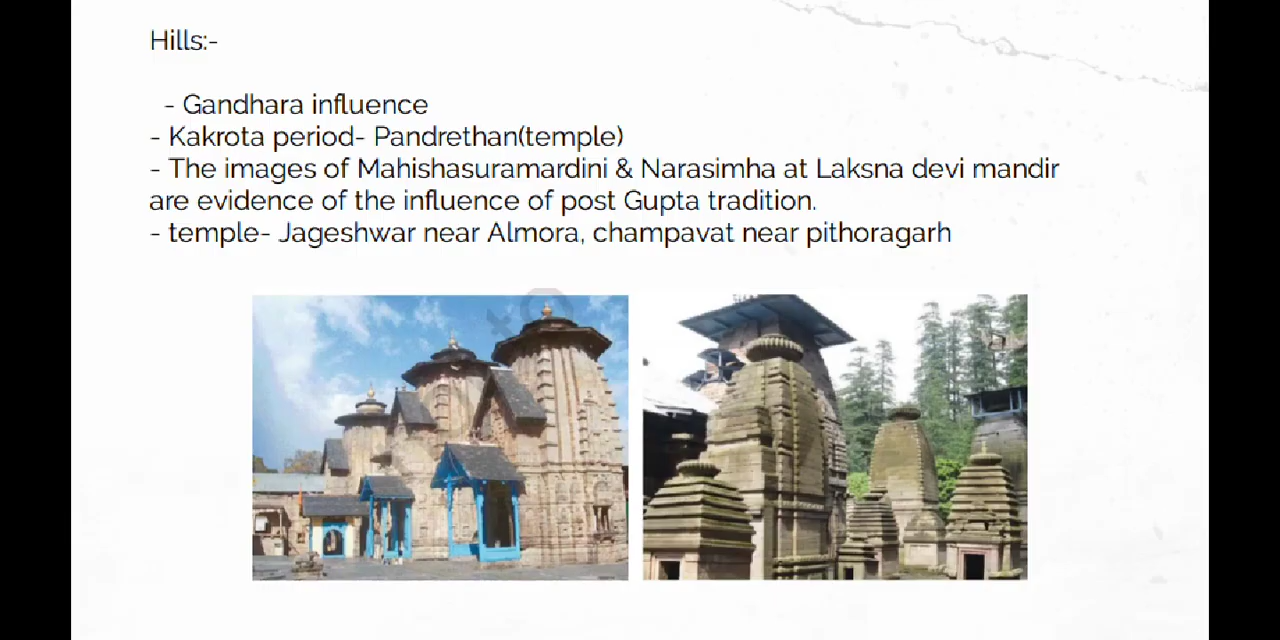 Hills:-
- Gandhara influence
- Kakrota period- Pandrethan(temple)
- The images of Mahishasuramardini & Narasimha at Laksna devi mandir
are evidence of the influence of post Gupta tradition.
- temple- Jageshwar near Almora, champavat near pithoragarh